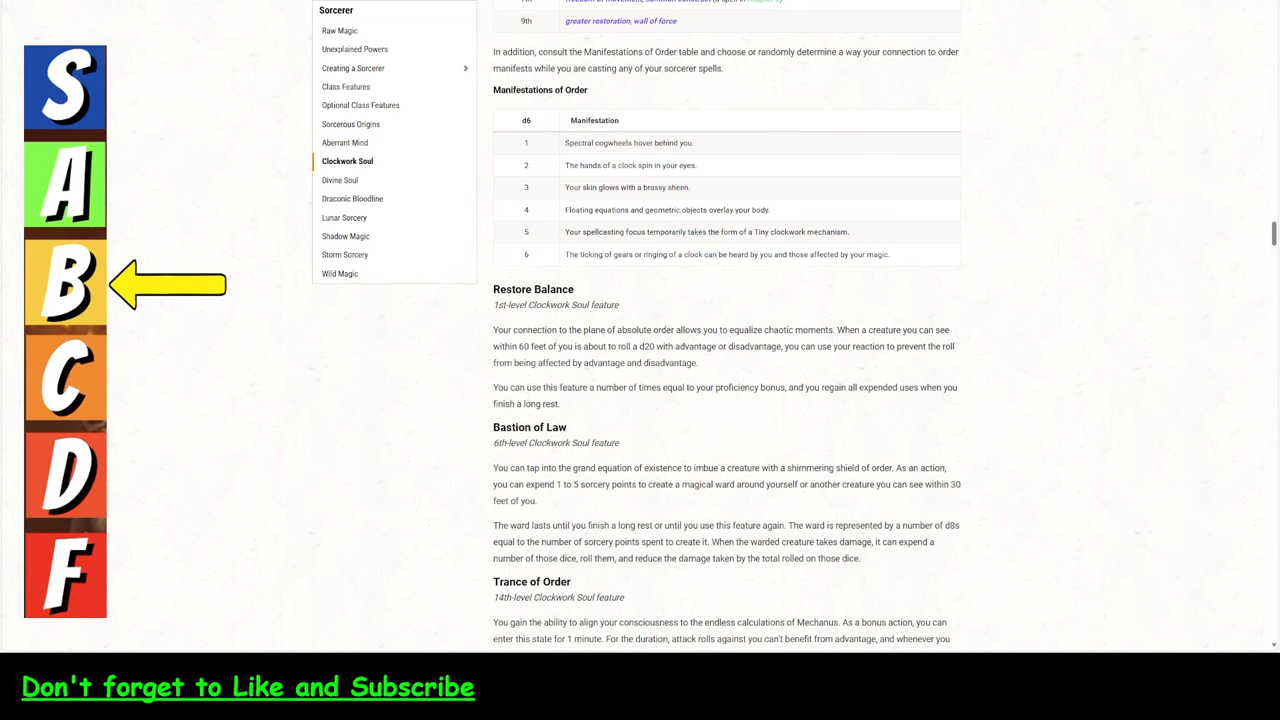 S
A
B
C
D
F
Sorcerer
Raw Magic
Unexplained Powers
Creating a Sorcerer
Class Features
Optional Class Features
Sorcerous Origins
Aberrant Mind
Clockwork Soul
Divine Soul
Draconic Bloodline
Lunar Sorcery
Shadow Magic
Storm Sorcery
Wild Magic
9th greater restoration, wall of force
In addition, consult the Manifestations of Order table and choose or randomly determine a way your connection to order
manifests while you are casting any of your sorcerer spells.
Manifestations of Order
d6 Manifestation
1 Spectral cogwheels hover behind you.
2 The hands of a clock spin in your eyes.
3 Your skin glows with a brassy sheen.
4 Floating equations and geometric objects overlay your body.
5 Your spellcasting focus temporarily takes the form of a Tiny clockwork mechanism.
6 The ticking of gears or ringing of a clock can be heard by you and those affected by your magic.
Restore Balance
1st-level Clockwork Soul feature
Your connection to the plane of absolute order allows you to equalize chaotic moments. When a creature you can see
within 60 feet of you is about to roll a d20 with advantage or disadvantage, you can use your reaction to prevent the roll
from being affected by advantage and disadvantage.
You can use this feature a number of times equal to your proficiency bonus, and you regain all expended uses when you
finish a long rest.
Bastion of Law
6th-level Clockwork Soul feature
You can tap into the grand equation of existence to imbue a creature with a shimmering shield of order. As an action,
you can expend 1 to 5 sorcery points to create a magical ward around yourself or another creature you can see within 30
feet of you.
The ward lasts until you finish a long rest or until you use this feature again. The ward is represented by a number of d8s
equal to the number of sorcery points spent to create it. When the warded creature takes damage, it can expend a
number of those dice, roll them, and reduce the damage taken by the total rolled on those dice.
Trance of Order
14th-level Clockwork Soul feature
You gain the ability to align your consciousness to the endless calculations of Mechanus. As a bonus action, you can
enter this state for 1 minute. For the duration, attack rolls against you can't benefit from advantage, and whenever you
Don't forget to Like and Subscribe